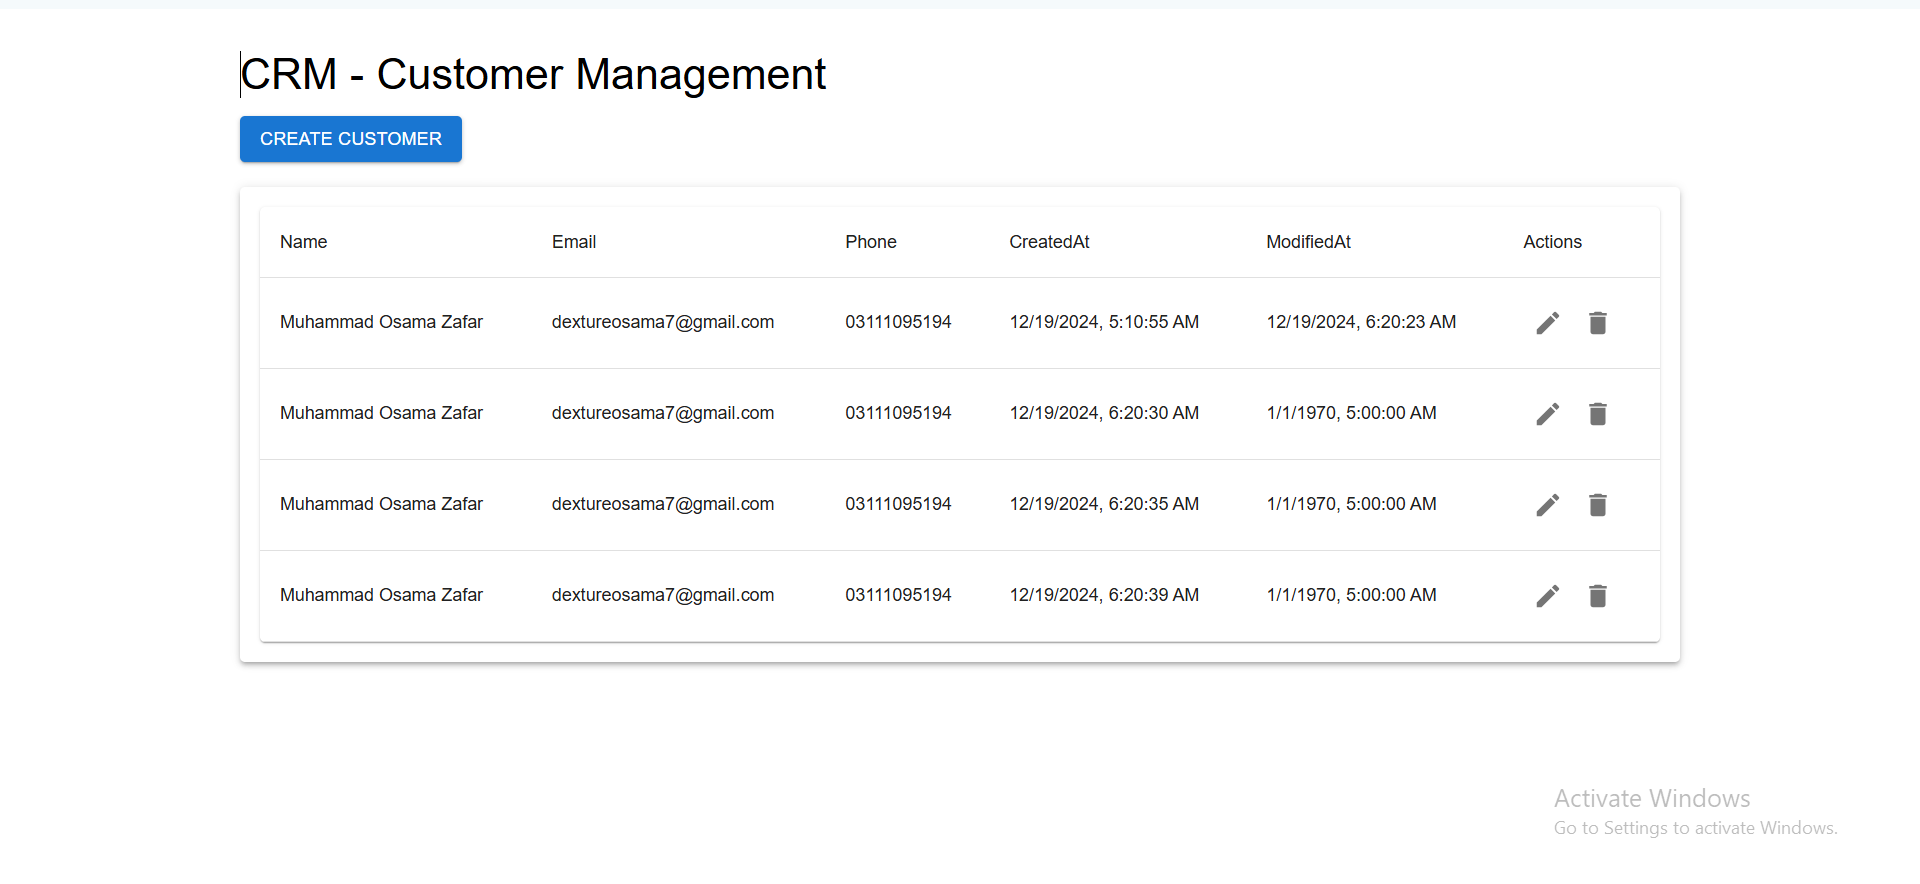 CRM - Customer Management
CREATE CUSTOMER
Name Email Phone CreatedAt ModifiedAt Actions
Muhammad Osama Zafar dextureosama7@gmail.com 03111095194 12/19/2024, 5:10:55 AM 12/19/2024, 6:20:23 AM
Muhammad Osama Zafar dextureosama7@gmail.com 03111095194 12/19/2024, 6:20:30 AM 1/1/1970, 5:00:00 AM
Muhammad Osama Zafar dextureosama7@gmail.com 03111095194 12/19/2024, 6:20:35 AM 1/1/1970, 5:00:00 AM
Muhammad Osama Zafar dextureosama7@gmail.com 03111095194 12/19/2024, 6:20:39 AM 1/1/1970, 5:00:00 AM
Activate Windows
Go to Settings to activate Windows.